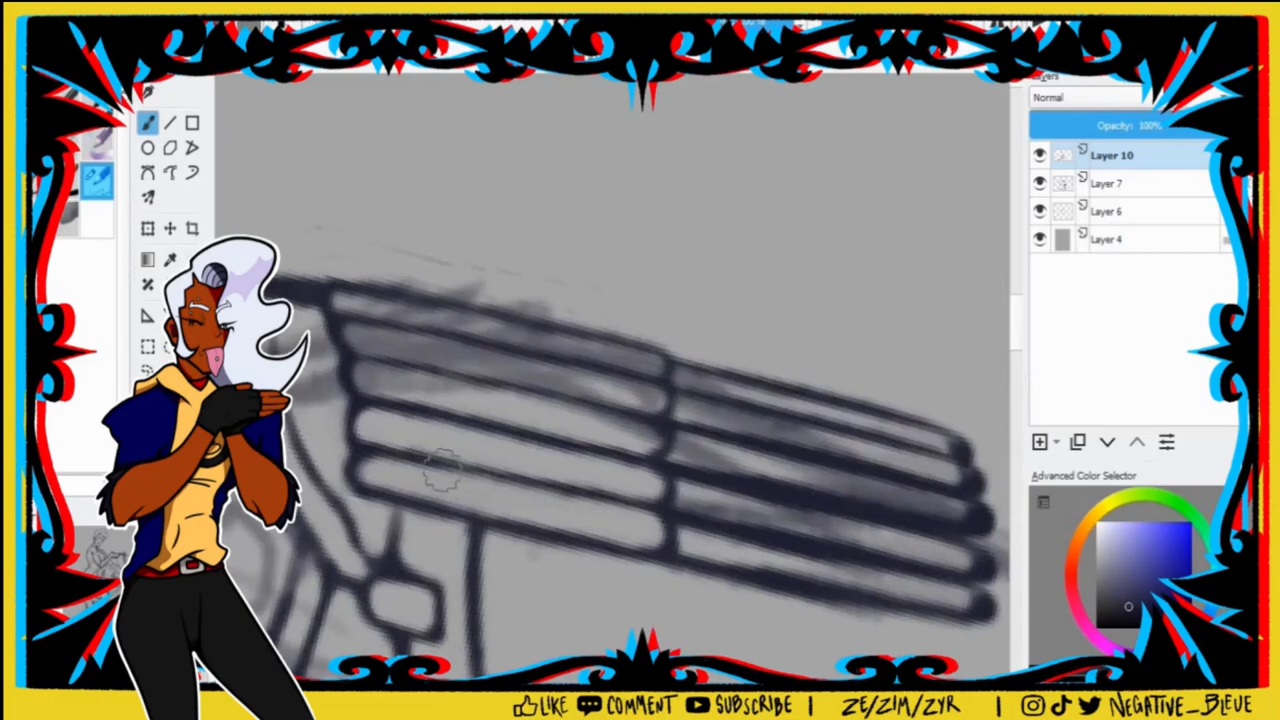 Layers
Normal
Opacity: 100%
Layer 10
Layer 7
Layer 6
Layer 4
Advanced Color Selector
LIKE COMMENT SUBSCRIBE | ZE/ZIM/ZYR | NEGATIVE_BLEUE